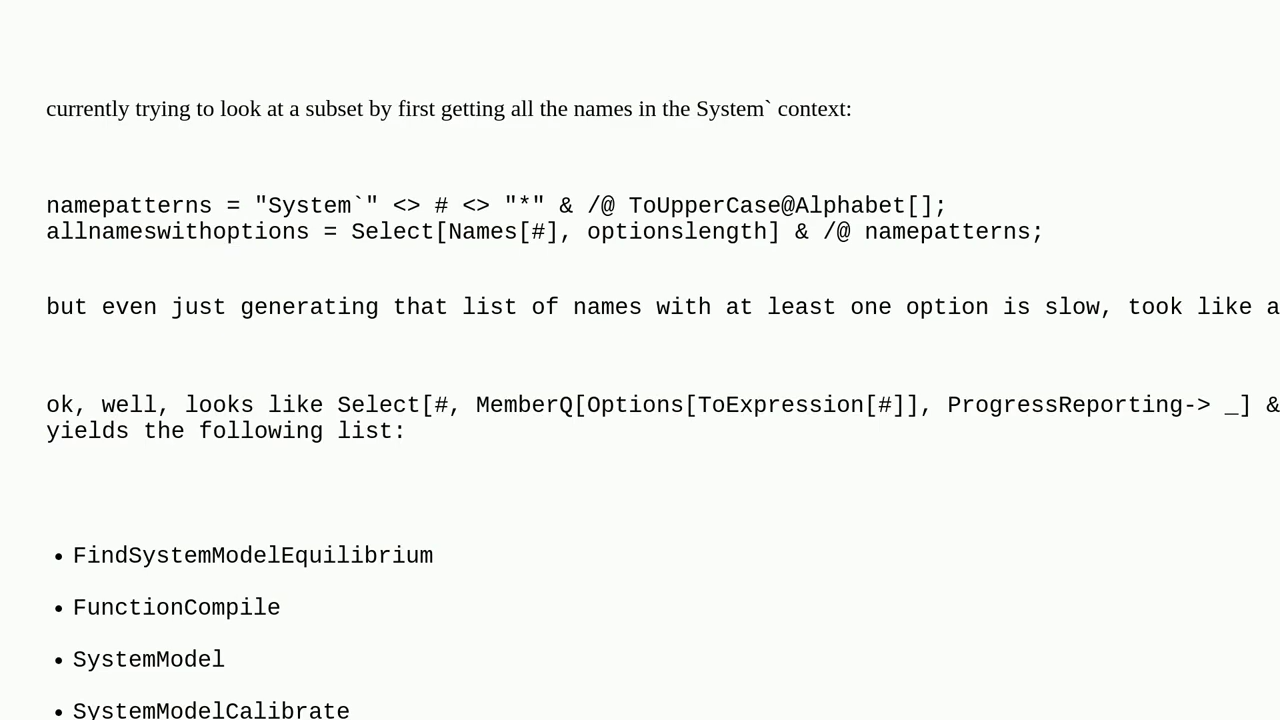 currently trying to look at a subset by first getting all the names in the System` context:
namepatterns = "System`" <> # <> "*" & /@ ToUpperCase@Alphabet[];
allnameswithoptions = Select[Names[#], optionslength] & /@ namepatterns;
but even just generating that list of names with at least one option is slow, took like a
ok, well, looks like Select[#, MemberQ[Options[ToExpression[#]], ProgressReporting-> _] &
yields the following list:
• FindSystemModelEquilibrium
• FunctionCompile
• SystemModel
• SystemModelCalibrate